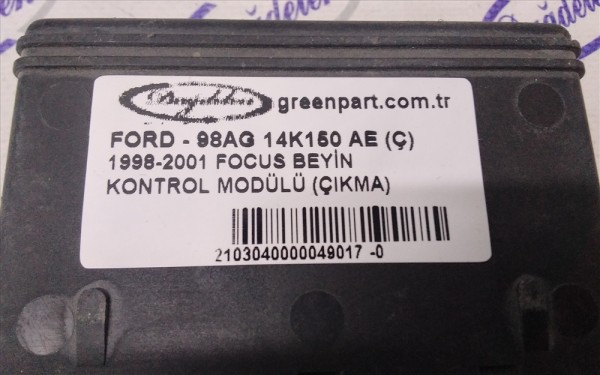 greenpart.com.tr
FORD - 98AG 14K150 AE (Ç)
1998-2001 FOCUS BEYİN
KONTROL MODÜLÜ (ÇIKMA)
2103040000049017 -0